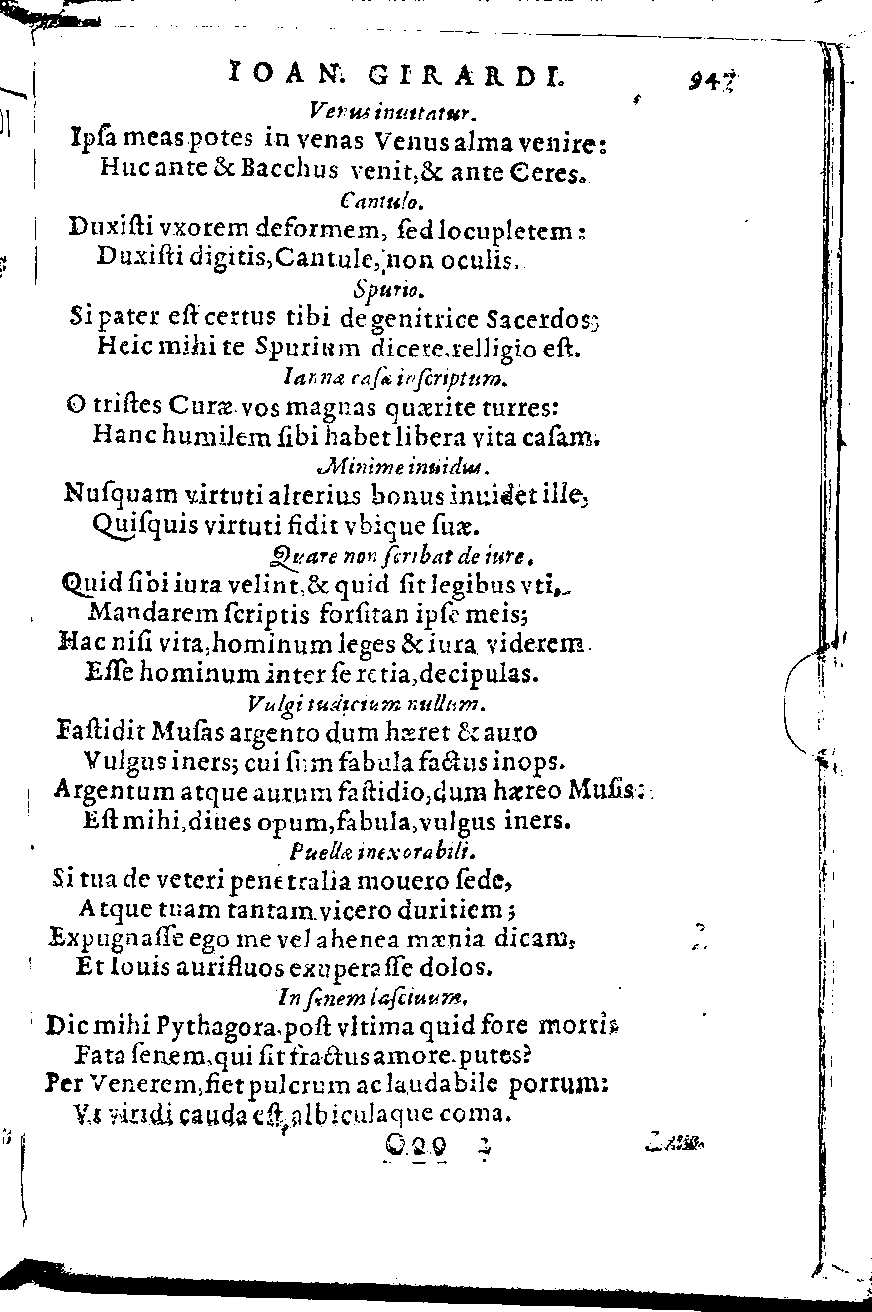 IOAN. GIRARDI. 947
Venus inuitatur.
Ipſa meas potes in venas Venus alma venire:
Huc ante & Bacchus venit, & ante Ceres.
Cantulo.
Duxiſti vxorem deformem, ſed locupletem:
Duxiſti digitis, Cantule, non oculis.
Spurio.
Si pater eſt certus tibi de genitrice Sacerdos;
Heic mihi te Spurium dicere, relligio eſt.
Ianuæ caſæ inſcriptum.
O triſtes Curæ vos magnas quærite turres:
Hanc humilem ſibi habet libera vita caſam.
Minime inuidus.
Nuſquam virtuti alterius bonus inuidet ille,
Quiſquis virtuti fidit vbique ſuæ.
Quare non ſcribat de iure.
Quid ſibi iura velint, & quid ſit legibus vti,
Mandarem ſcriptis forſitan ipſe meis;
Hac niſi vita, hominum leges & iura viderem
Eſſe hominum inter ſe retia, decipulas.
Vulgi iudicium nullum.
Faſtidit Muſas argento dum hæret & auro
Vulgus iners; cui ſum fabula factus inops.
Argentum atque aurum faſtidio, dum hæreo Muſis:
Eſt mihi, diues opum, fabula, vulgus iners.
Puellæ inexorabili.
Si tua de veteri penetralia mouero ſede,
Atque tuam tantam vicero duritiem;
Expugnaſſe ego me vel ahenea mænia dicam,
Et Iouis aurifluos exuperaſſe dolos.
In ſenem laſciuum.
Dic mihi Pythagora, poſt vltima quid fore mortis
Fata ſenem, qui ſit fractus amore, putes?
Per Venerem, fiet pulcrum ac laudabile porrum:
Vt viridi cauda eſt, albiculaque coma.
Qqq 2